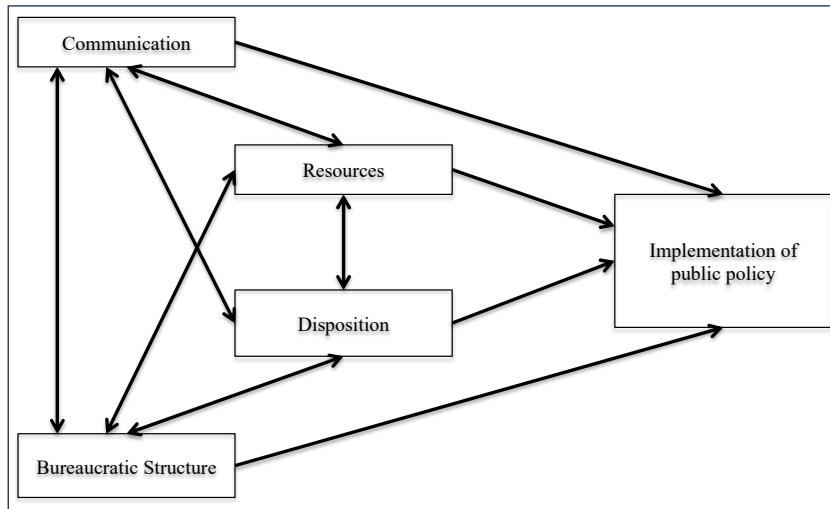 Communication
Resources
Implementation of
public policy
Disposition
Bureaucratic Structure